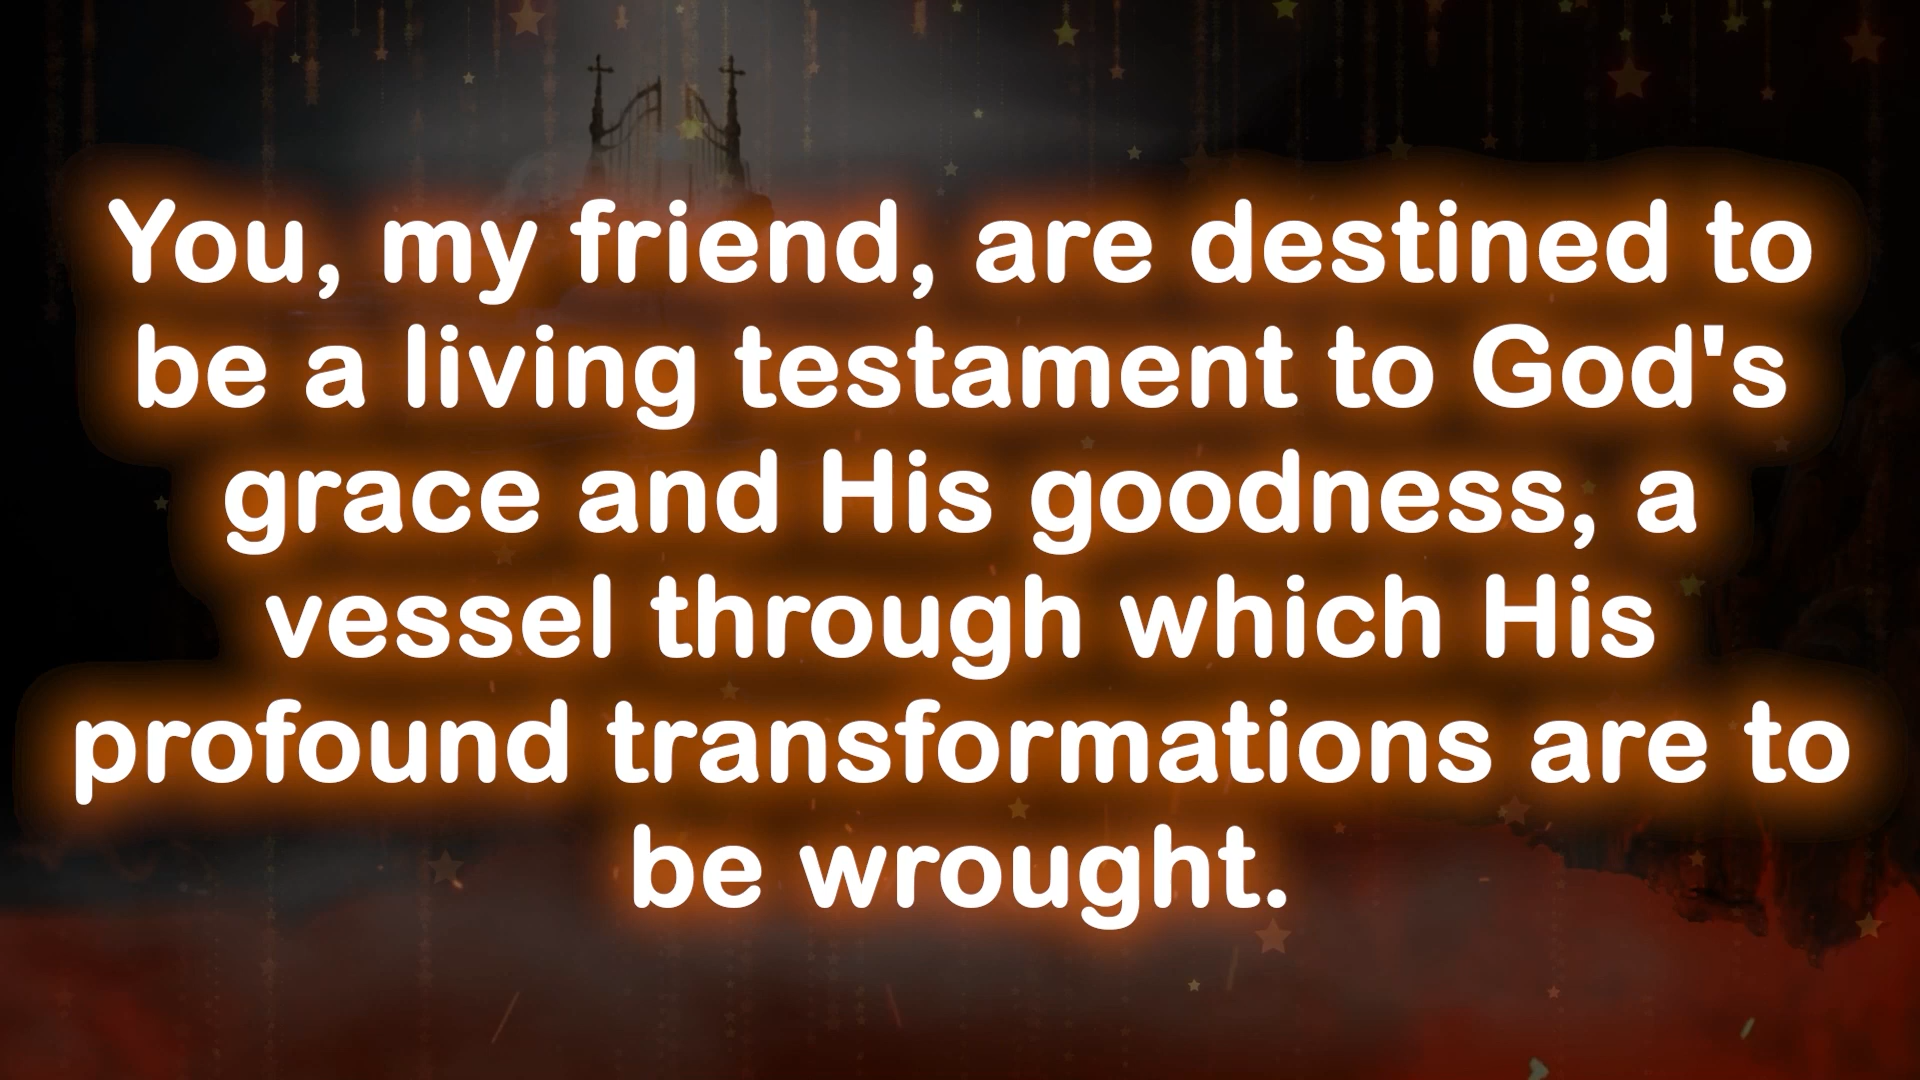 You, my friend, are destined to
be a living testament to God's
grace and His goodness, a
vessel through which His
profound transformations are to
be wrought.